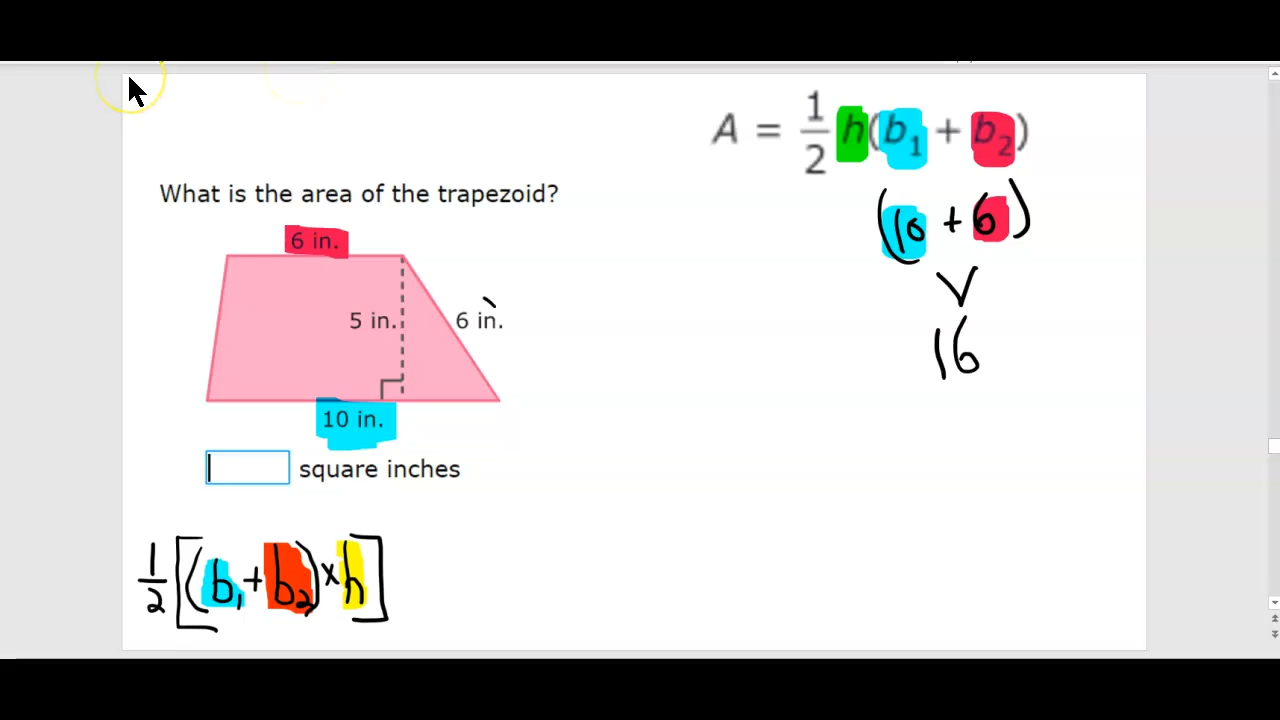 A = 1/2 h(b₁ + b₂)
What is the area of the trapezoid?
(10 + 6)
6 in.
5 in.
6 in.
16
10 in.
square inches
1/2 [(b₁ + b₂) × h]